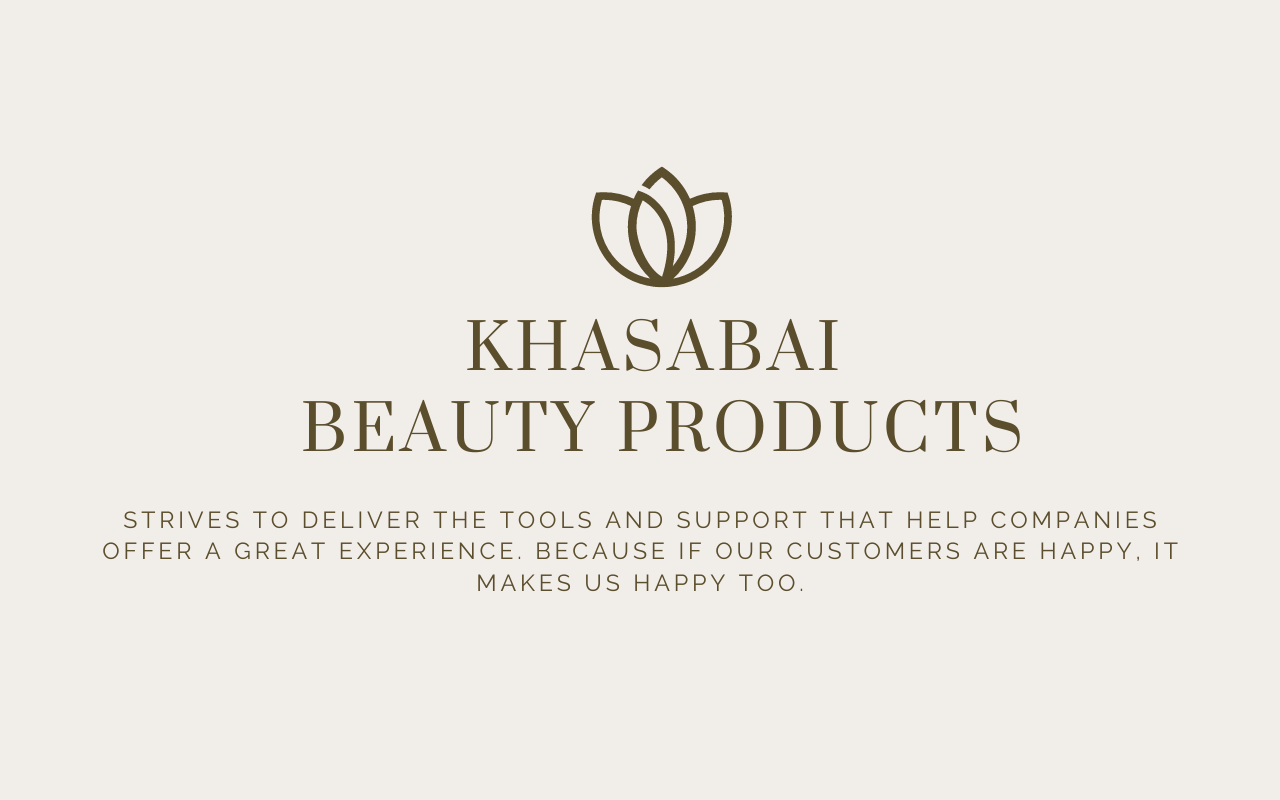 KHASABAI
BEAUTY PRODUCTS
STRIVES TO DELIVER THE TOOLS AND SUPPORT THAT HELP COMPANIES
OFFER A GREAT EXPERIENCE. BECAUSE IF OUR CUSTOMERS ARE HAPPY, IT
MAKES US HAPPY TOO.